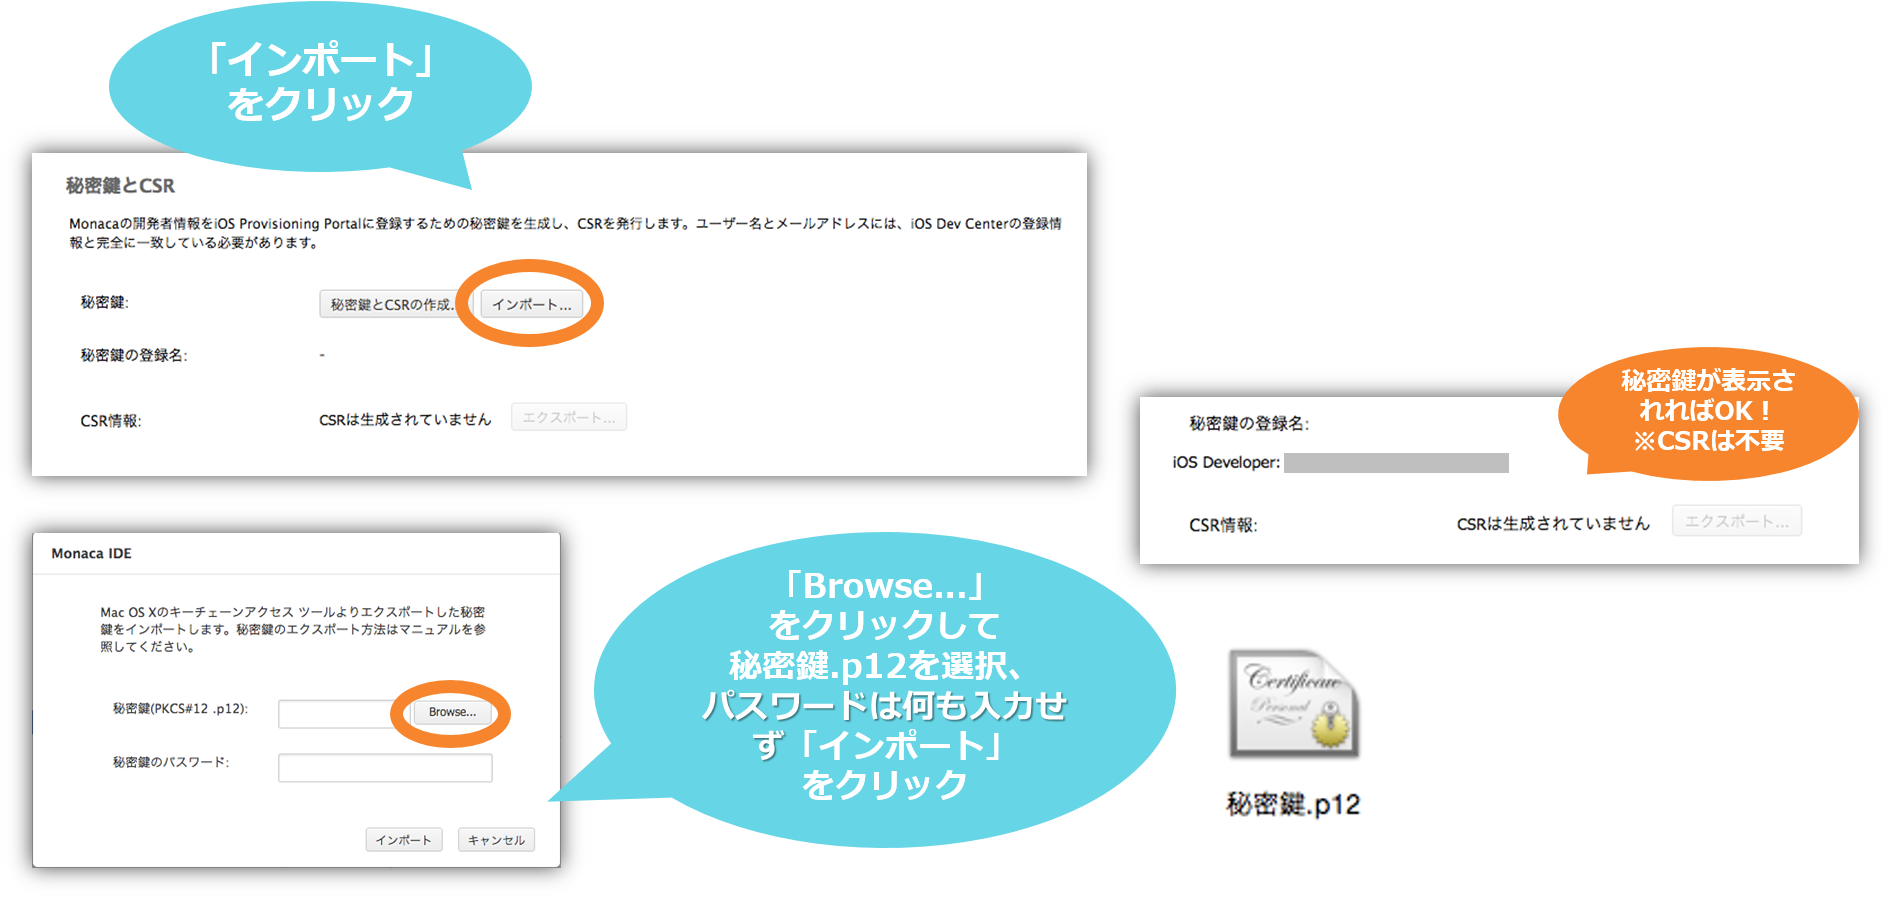 「インポート」
をクリック
秘密鍵とCSR
Monacaの開発者情報をiOS Provisioning Portalに登録するための秘密鍵を生成し、CSRを発行します。ユーザー名とメールアドレスには、iOS Dev Centerの登録情
報と完全に一致している必要があります。
秘密鍵: 秘密鍵とCSRの作成.. インポート...
秘密鍵の登録名: -
CSR情報: CSRは生成されていません エクスポート...
秘密鍵が表示さ
れればOK！
※CSRは不要
秘密鍵の登録名:
iOS Developer:
CSR情報: CSRは生成されていません エクスポート...
Monaca IDE
Mac OS Xのキーチェーンアクセス ツールよりエクスポートした秘密
鍵をインポートします。秘密鍵のエクスポート方法はマニュアルを参
照してください。
秘密鍵(PKCS#12 .p12): Browse...
秘密鍵のパスワード:
インポート キャンセル
「Browse...」
をクリックして
秘密鍵.p12を選択、
パスワードは何も入力せ
ず「インポート」
をクリック
Certificate
Personal
秘密鍵.p12